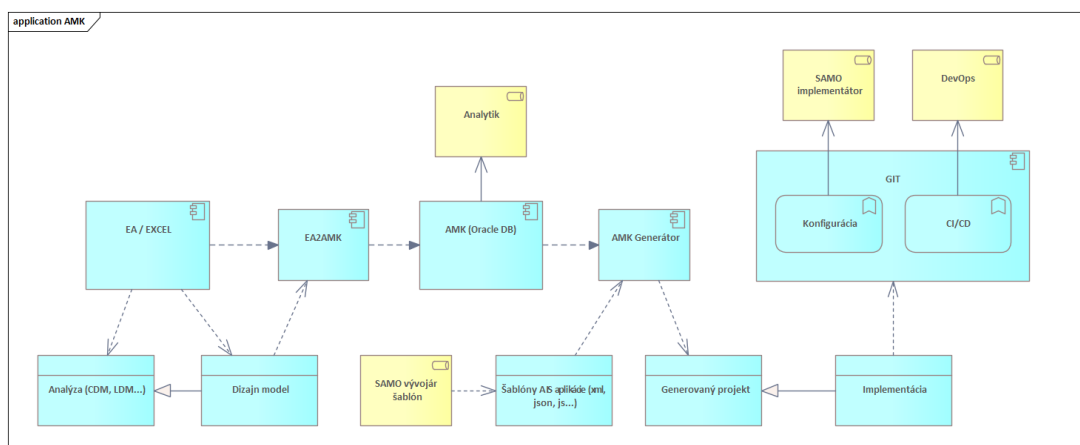 application AMK
SAMO
implementátor
DevOps
Analytik
GIT
EA / EXCEL
EA2AMK
AMK (Oracle DB)
AMK Generátor
Konfigurácia
CI/CD
Analýza (CDM, LDM...)
Dizajn model
SAMO vývojár
šablón
Šablóny AIS aplikácie (xml,
json, js...)
Generovaný projekt
Implementácia